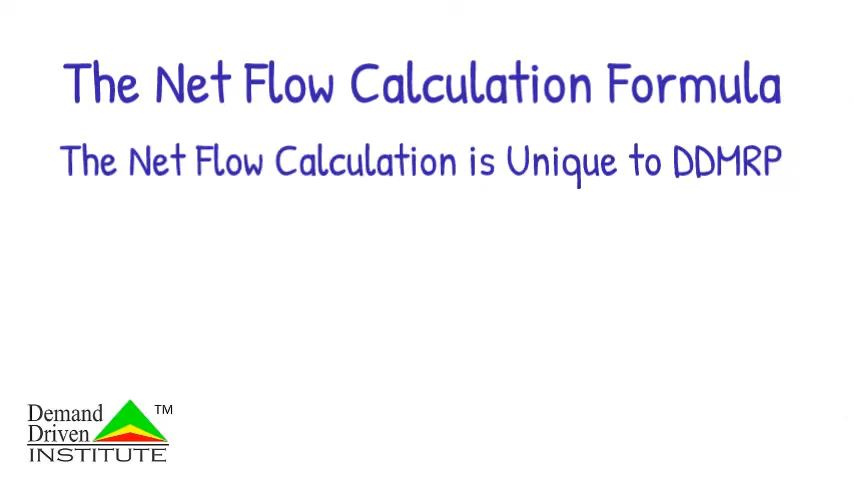 The Net Flow Calculation Formula
The Net Flow Calculation is Unique to DDMRP
Demand
Driven
INSTITUTE
TM